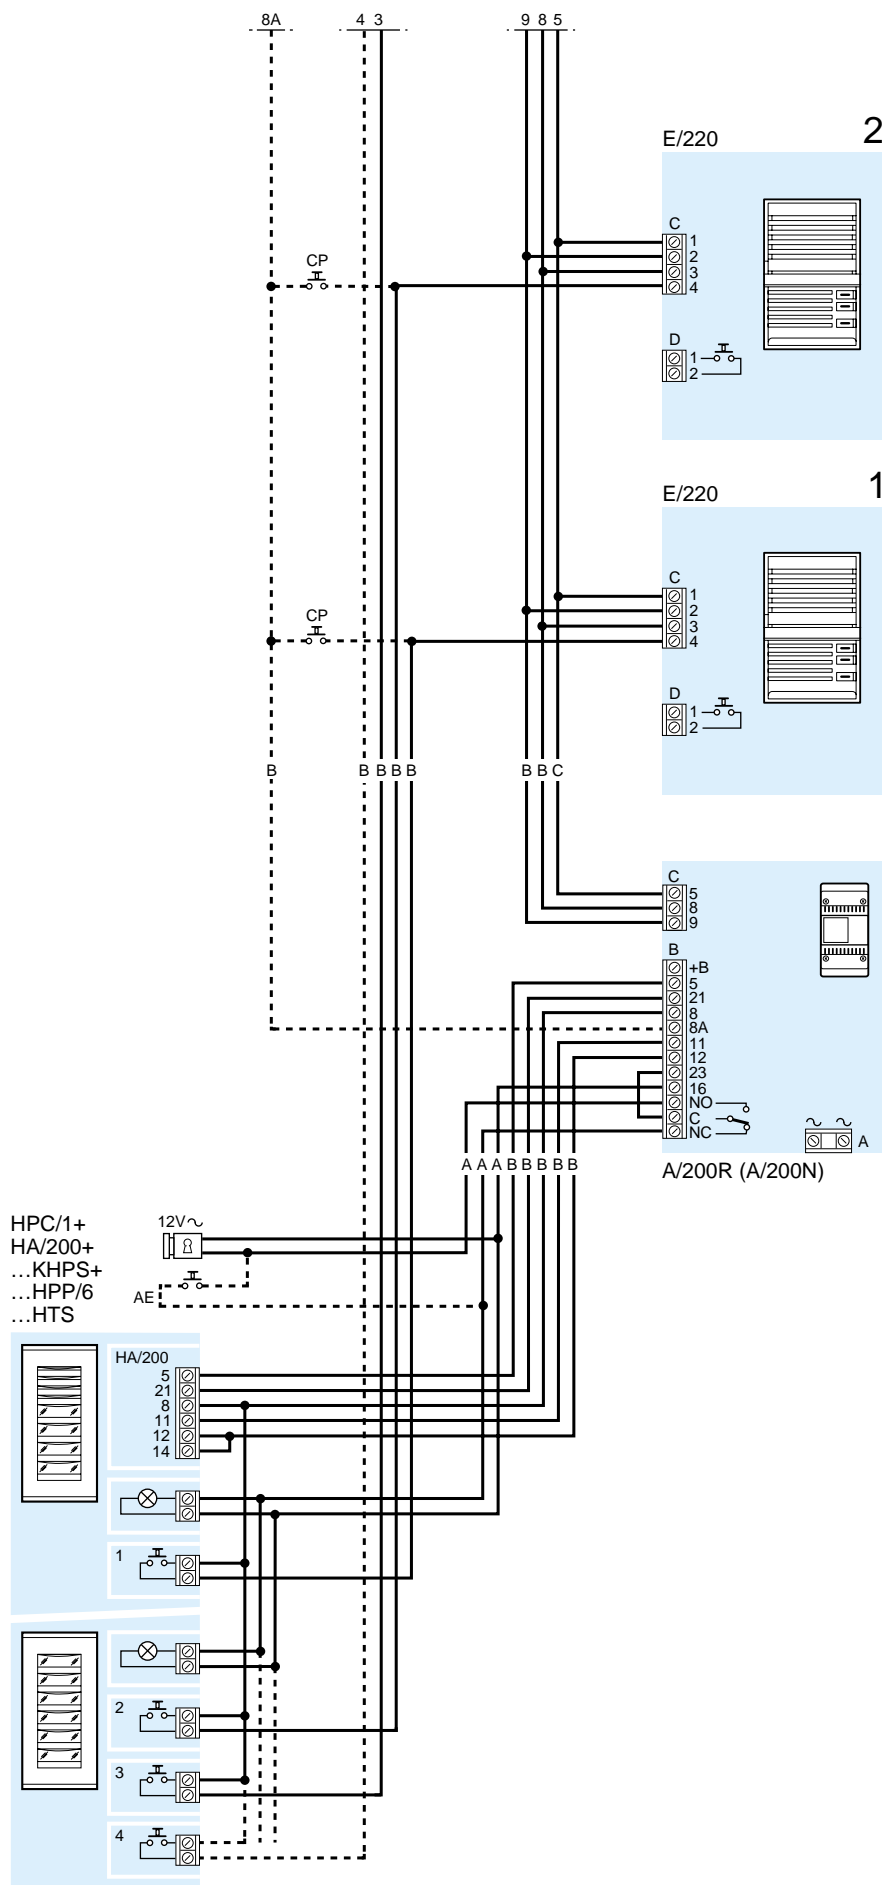 8A 4 3 9 8 5
E/220 2
C
1
2
3
4
CP
D
1
2
E/220 1
C
1
2
3
4
CP
D
1
2
B B B B B B B C
C
5
8
9
B
+B
5
21
8
8A
11
12
23
16
NO
C
NC
A
A A A B B B B B
A/200R (A/200N)
HPC/1+
HA/200+
...KHPS+
...HPP/6
...HTS
12V~
AE
HA/200
5
21
8
11
12
14
1
2
3
4